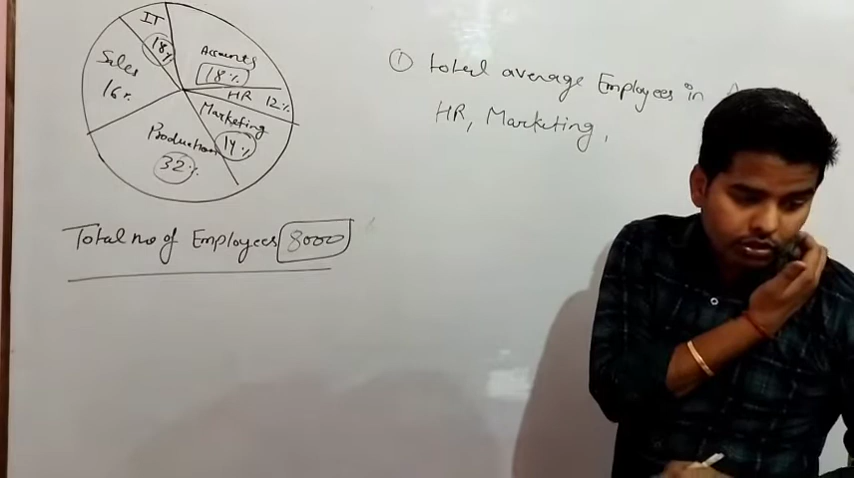 IT
18%
Accounts
18%
HR 12%
Sales
16%
Marketing
14%
Production
32%
Total no of Employees 8000
① total average Employees in
HR, Marketing,